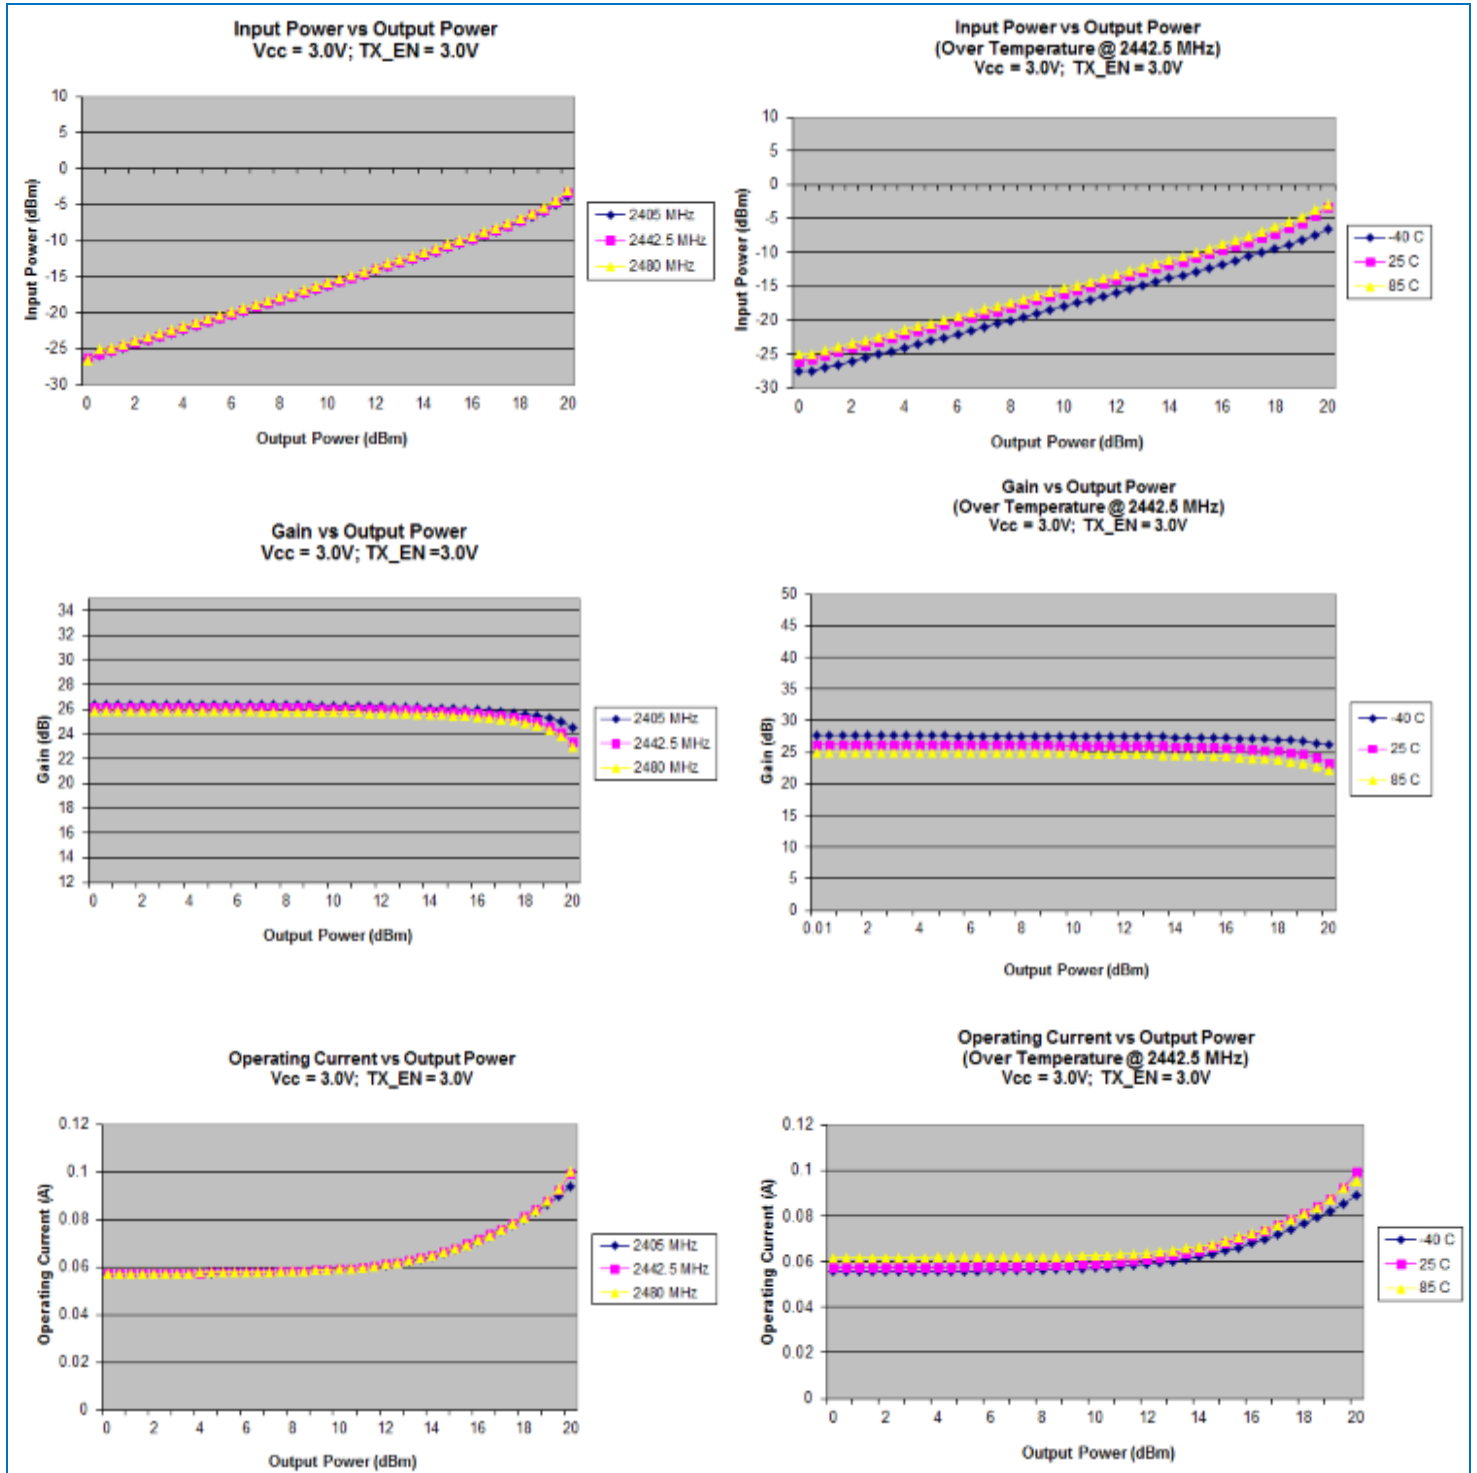 Input Power vs Output Power
Vcc = 3.0V; TX_EN = 3.0V
10
5
0
-5
-10
-15
-20
-25
-30
Input Power (dBm)
0 2 4 6 8 10 12 14 16 18 20
Output Power (dBm)
2405 MHz
2442.5 MHz
2480 MHz
Input Power vs Output Power
(Over Temperature @ 2442.5 MHz)
Vcc = 3.0V; TX_EN = 3.0V
10
5
0
-5
-10
-15
-20
-25
-30
Input Power (dBm)
0 2 4 6 8 10 12 14 16 18 20
Output Power (dBm)
-40 C
25 C
85 C
Gain vs Output Power
Vcc = 3.0V; TX_EN =3.0V
34
32
30
28
26
24
22
20
18
16
14
12
Gain (dB)
0 2 4 6 8 10 12 14 16 18 20
Output Power (dBm)
2405 MHz
2442.5 MHz
2480 MHz
Gain vs Output Power
(Over Temperature @ 2442.5 MHz)
Vcc = 3.0V; TX_EN = 3.0V
50
45
40
35
30
25
20
15
10
5
0
Gain (dB)
0.01 2 4 6 8 10 12 14 16 18 20
Output Power (dBm)
-40 C
25 C
85 C
Operating Current vs Output Power
Vcc = 3.0V; TX_EN = 3.0V
0.12
0.1
0.08
0.06
0.04
0.02
0
Operating Current (A)
0 2 4 6 8 10 12 14 16 18 20
Output Power (dBm)
2405 MHz
2442.5 MHz
2480 MHz
Operating Current vs Output Power
(Over Temperature @ 2442.5 MHz)
Vcc = 3.0V; TX_EN = 3.0V
0.12
0.1
0.08
0.06
0.04
0.02
0
Operating Current (A)
0 2 4 6 8 10 12 14 16 18 20
Output Power (dBm)
-40 C
25 C
85 C